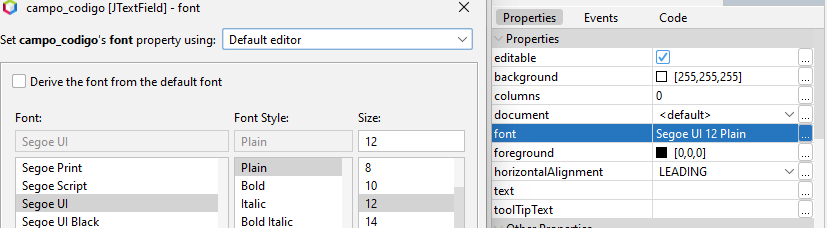 campo_codigo [JTextField] - font
Set campo_codigo's font property using: Default editor
Derive the font from the default font
Font: Font Style: Size:
Segoe UI Plain 12
Segoe Print Plain 8
Segoe Script Bold 10
Segoe UI Italic 12
Segoe UI Black Bold Italic 14
Properties Events Code
Properties
editable ...
background [255,255,255] ...
columns 0 ...
document <default> ...
font Segoe UI 12 Plain ...
foreground [0,0,0] ...
horizontalAlignment LEADING ...
text ...
toolTipText ...
Other Properties